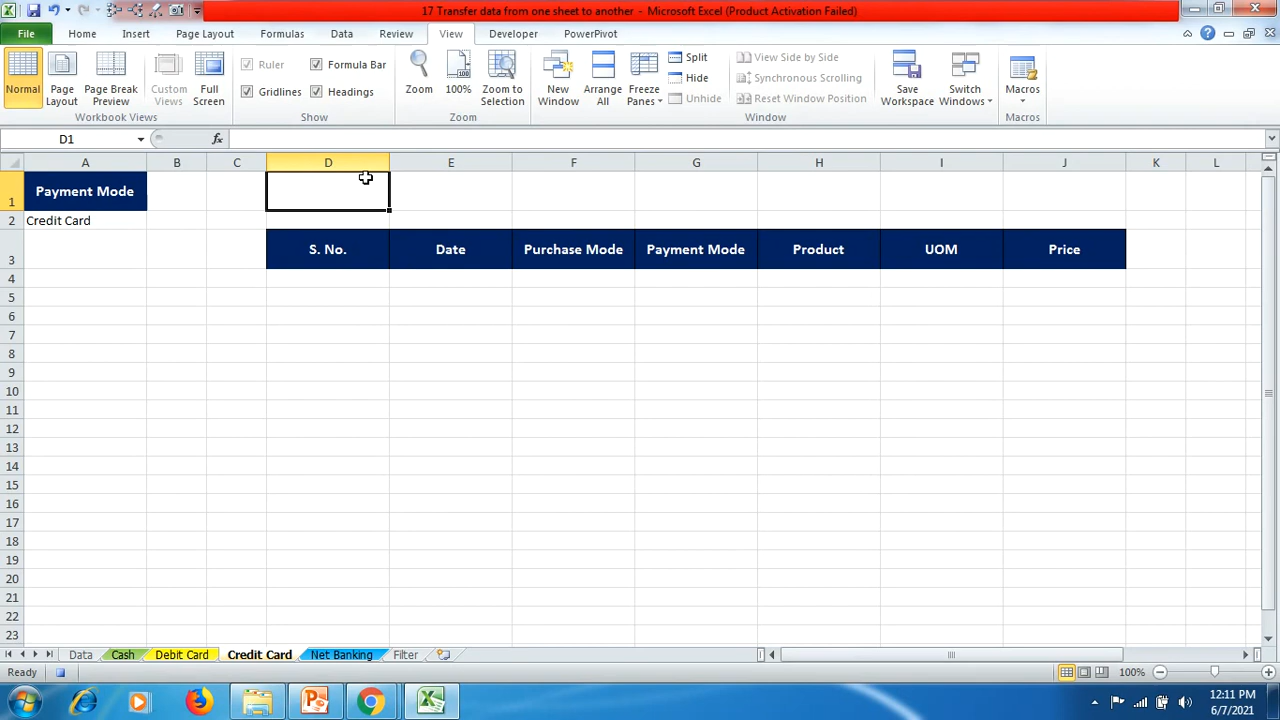 17 Transfer data from one sheet to another - Microsoft Excel (Product Activation Failed)
File Home Insert Page Layout Formulas Data Review View Developer PowerPivot
Normal Page Layout Page Break Preview Custom Views Full Screen
Workbook Views
Ruler Formula Bar
Gridlines Headings
Show
Zoom 100% Zoom to Selection
Zoom
New Window Arrange All Freeze Panes
Split
Hide
Unhide
View Side by Side
Synchronous Scrolling
Reset Window Position
Save Workspace Switch Windows
Window
Macros
Macros
D1 fx
A B C D E F G H I J K L
1 Payment Mode
2 Credit Card
3 S. No. Date Purchase Mode Payment Mode Product UOM Price
4
5
6
7
8
9
10
11
12
13
14
15
16
17
18
19
20
21
22
23
Data Cash Debit Card Credit Card Net Banking Filter
Ready 100%
12:11 PM
6/7/2021